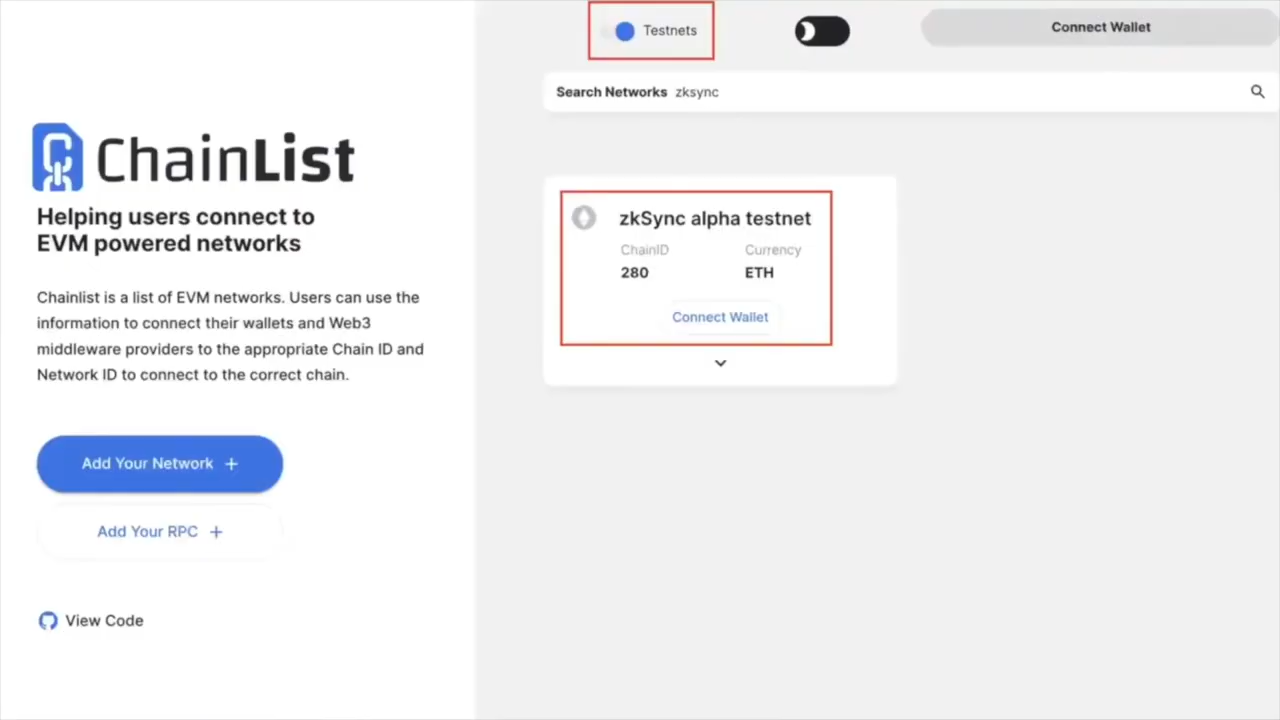 ChainList
Helping users connect to
EVM powered networks
Chainlist is a list of EVM networks. Users can use the
information to connect their wallets and Web3
middleware providers to the appropriate Chain ID and
Network ID to connect to the correct chain.
Add Your Network +
Add Your RPC +
View Code
Testnets
Connect Wallet
Search Networks zksync
zkSync alpha testnet
ChainID Currency
280 ETH
Connect Wallet